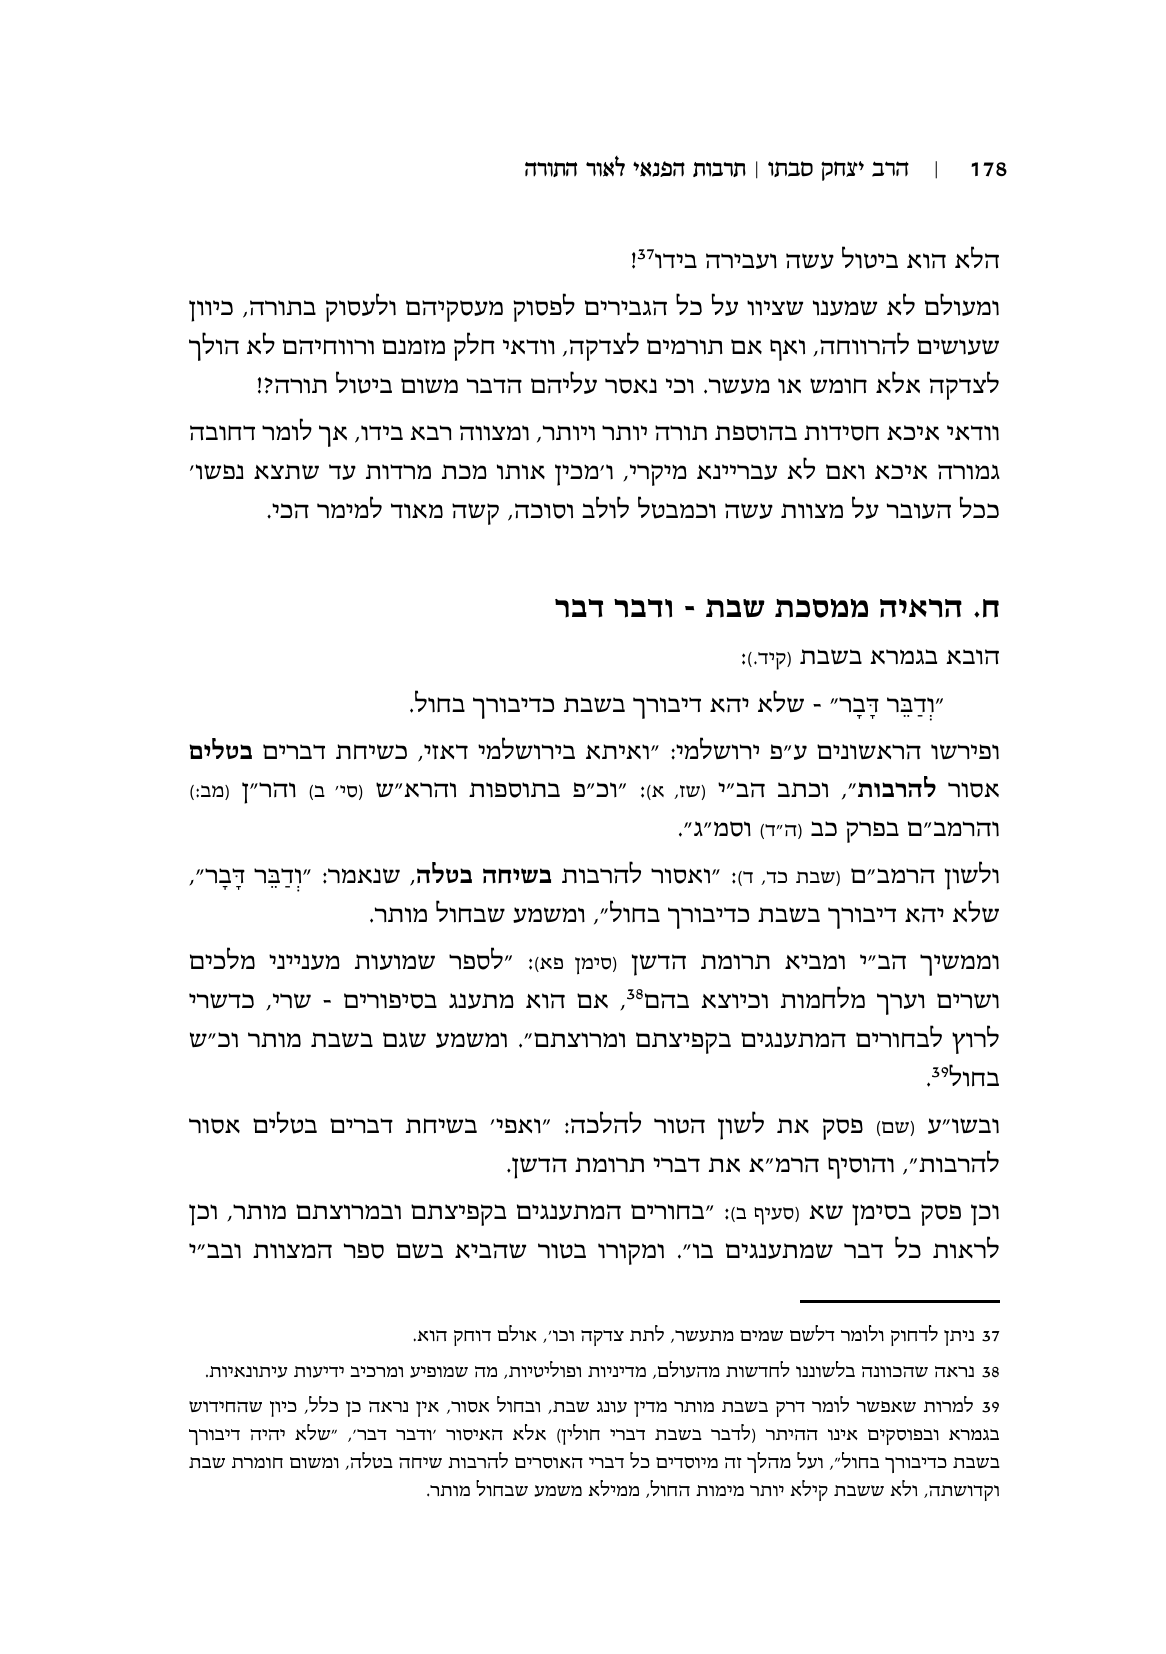 178 | הרב יצחק סבתו | תרבות הפנאי לאור התורה
הלא הוא ביטול עשה ועבירה בידו37!
ומעולם לא שמענו שציוו על כל הגבירים לפסוק מעסקיהם ולעסוק בתורה, כיוון
שעושים להרווחה, ואף אם תורמים לצדקה, וודאי חלק מזמנם ורווחיהם לא הולך
לצדקה אלא חומש או מעשר. וכי נאסר עליהם הדבר משום ביטול תורה?!
וודאי איכא חסידות בהוספת תורה יותר ויותר, ומצווה רבא בידו, אך לומר דחובה
גמורה איכא ואם לא עבריינא מיקרי, ו׳מכין אותו מכת מרדות עד שתצא נפשו׳
ככל העובר על מצוות עשה וכמבטל לולב וסוכה, קשה מאוד למימר הכי.
ח. הראיה ממסכת שבת - ודבר דבר
הובא בגמרא בשבת (קיד.):
״וְדַבֵּר דָּבָר״ - שלא יהא דיבורך בשבת כדיבורך בחול.
ופירשו הראשונים ע״פ ירושלמי: ״ואיתא בירושלמי דאזי, כשיחת דברים בטלים
אסור להרבות״, וכתב הב״י (שז, א): ״וכ״פ בתוספות והרא״ש (סי׳ ב) והר״ן (מב:)
והרמב״ם בפרק כב (ה״ד) וסמ״ג״.
ולשון הרמב״ם (שבת כד, ד): ״ואסור להרבות בשיחה בטלה, שנאמר: ״וְדַבֵּר דָּבָר״,
שלא יהא דיבורך בשבת כדיבורך בחול״, ומשמע שבחול מותר.
וממשיך הב״י ומביא תרומת הדשן (סימן פא): ״לספר שמועות מענייני מלכים
ושרים וערך מלחמות וכיוצא בהם38, אם הוא מתענג בסיפורים - שרי, כדשרי
לרוץ לבחורים המתענגים בקפיצתם ומרוצתם״. ומשמע שגם בשבת מותר וכ״ש
בחול39.
ובשו״ע (שם) פסק את לשון הטור להלכה: ״ואפי׳ בשיחת דברים בטלים אסור
להרבות״, והוסיף הרמ״א את דברי תרומת הדשן.
וכן פסק בסימן שא (סעיף ב): ״בחורים המתענגים בקפיצתם ובמרוצתם מותר, וכן
לראות כל דבר שמתענגים בו״. ומקורו בטור שהביא בשם ספר המצוות ובב״י
37 ניתן לדחוק ולומר דלשם שמים מתעשר, לתת צדקה וכו׳, אולם דוחק הוא.
38 נראה שהכוונה בלשוננו לחדשות מהעולם, מדיניות ופוליטיות, מה שמופיע ומרכיב ידיעות עיתונאיות.
39 למרות שאפשר לומר דרק בשבת מותר מדין עונג שבת, ובחול אסור, אין נראה כן כלל, כיון שהחידוש
בגמרא ובפוסקים אינו ההיתר (לדבר בשבת דברי חולין) אלא האיסור ׳ודבר דבר׳, ״שלא יהיה דיבורך
בשבת כדיבורך בחול״, ועל מהלך זה מיוסדים כל דברי האוסרים להרבות שיחה בטלה, ומשום חומרת שבת
וקדושתה, ולא ששבת קילא יותר מימות החול, ממילא משמע שבחול מותר.